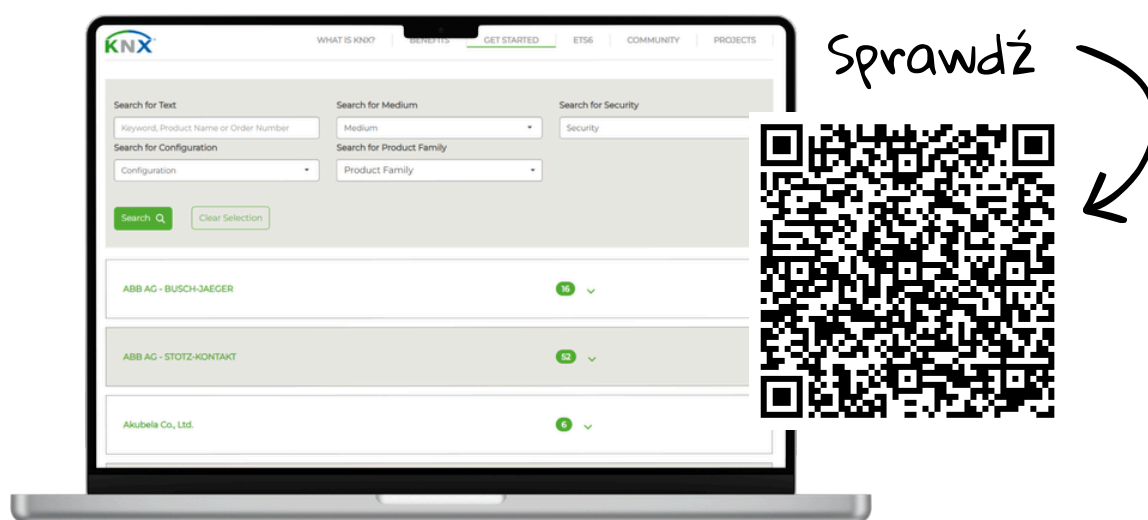 KNX
WHAT IS KNX?
BENEFITS
GET STARTED
ETS6
COMMUNITY
PROJECTS
Sprawdź
Search for Text
Search for Medium
Search for Security
Keyword, Product Name or Order Number
Medium
Security
Search for Configuration
Search for Product Family
Configuration
Product Family
Search
Clear Selection
ABB AG - BUSCH-JAEGER
16
ABB AG - STOTZ-KONTAKT
52
Akubela Co., Ltd.
6